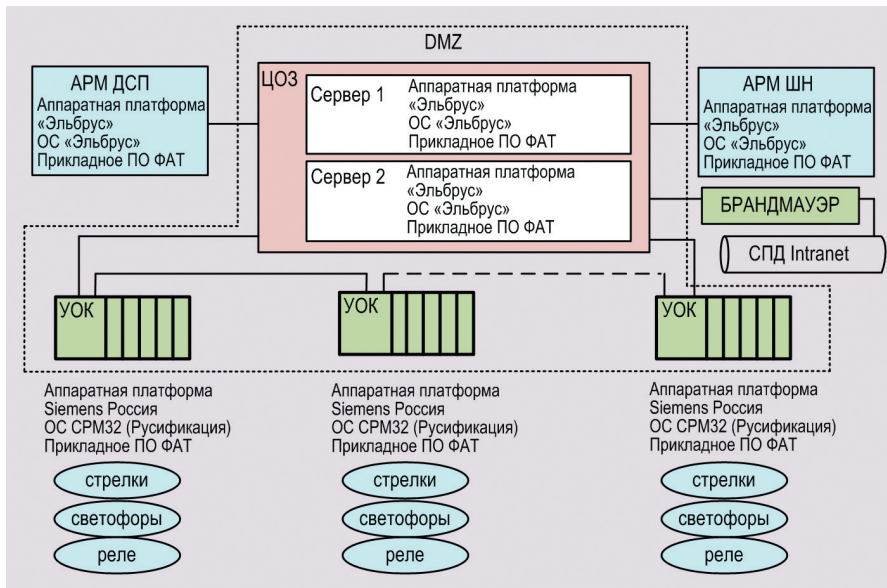 DMZ
АРМ ДСП
Аппаратная платформа
«Эльбрус»
ОС «Эльбрус»
Прикладное ПО ФАТ
ЦОЗ
Сервер 1
Аппаратная платформа
«Эльбрус»
ОС «Эльбрус»
Прикладное ПО ФАТ
Сервер 2
Аппаратная платформа
«Эльбрус»
ОС «Эльбрус»
Прикладное ПО ФАТ
АРМ ШН
Аппаратная платформа
«Эльбрус»
ОС «Эльбрус»
Прикладное ПО ФАТ
БРАНДМАУЭР
СПД Intranet
УОК
УОК
УОК
Аппаратная платформа
Siemens Россия
ОС СРМ32 (Русификация)
Прикладное ПО ФАТ
стрелки
светофоры
реле
Аппаратная платформа
Siemens Россия
ОС СРМ32 (Русификация)
Прикладное ПО ФАТ
стрелки
светофоры
реле
Аппаратная платформа
Siemens Россия
ОС СРМ32 (Русификация)
Прикладное ПО ФАТ
стрелки
светофоры
реле